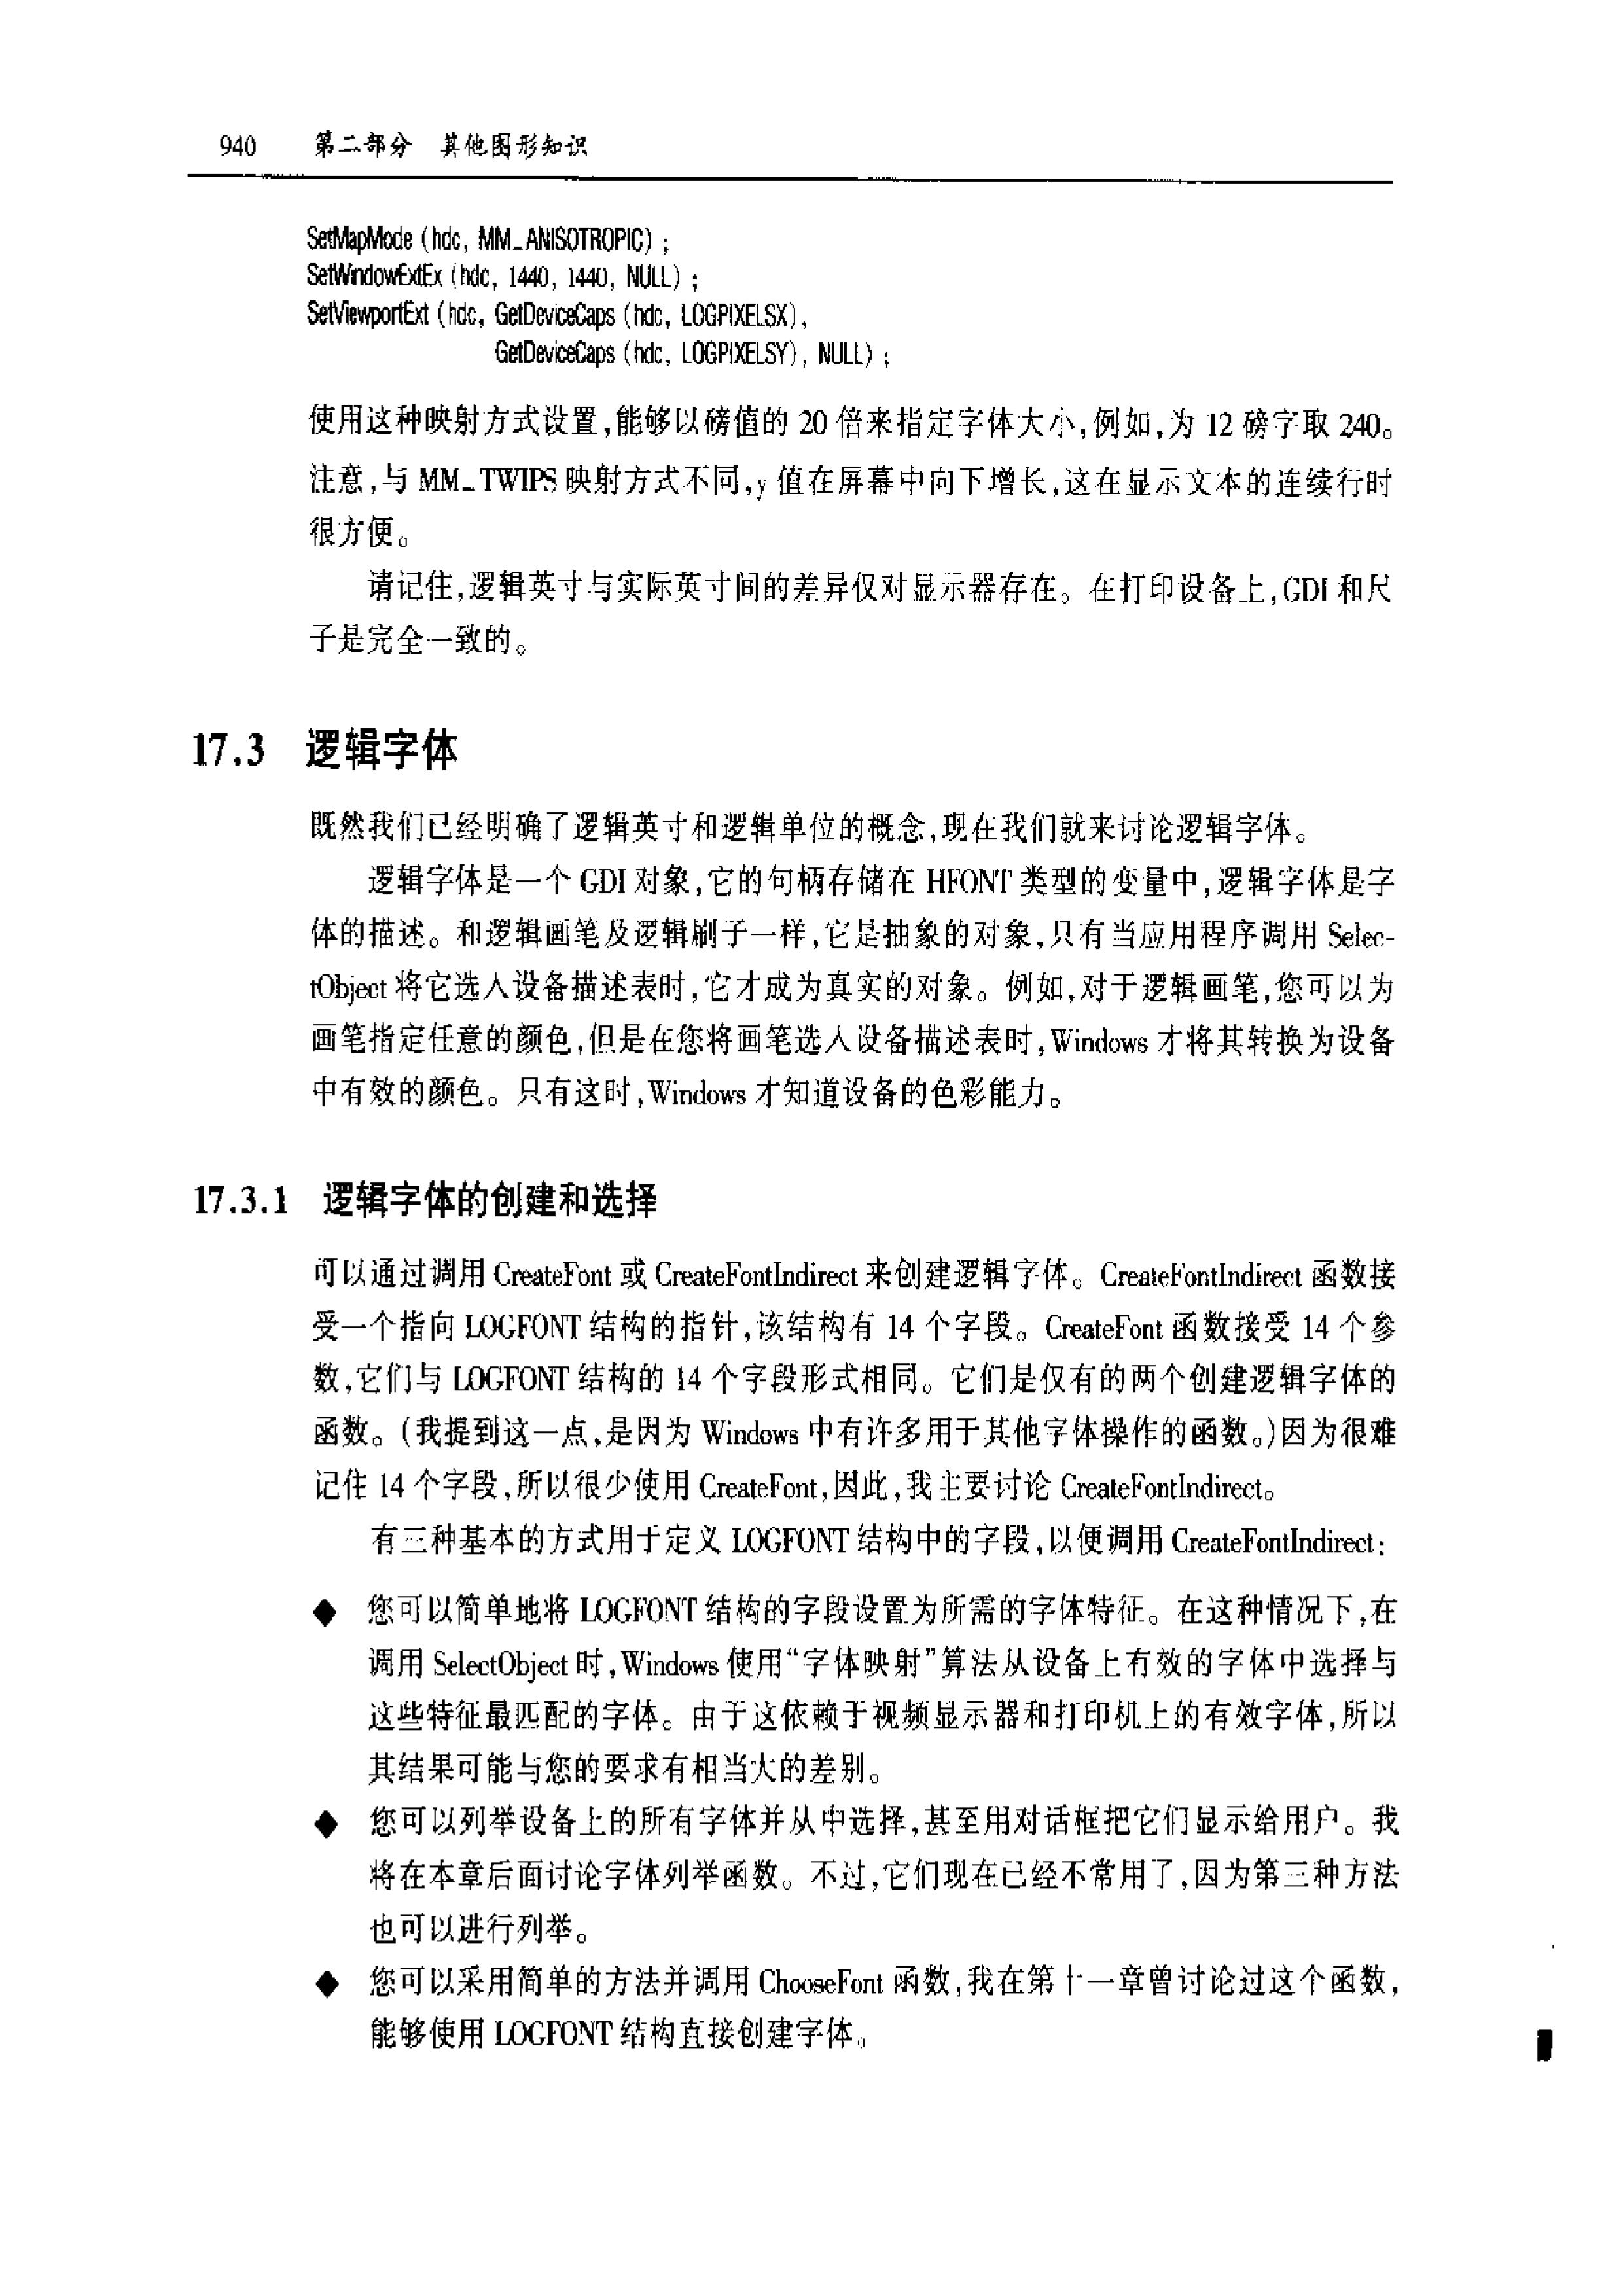 940 第二部分 其他图形知识
SetMapMode (hdc, MM_ANISOTROPIC) ;
SetWindowExtEx (hdc, 1440, 1440, NULL) ;
SetViewportExt (hdc, GetDeviceCaps (hdc, LOGPIXELSX),
GetDeviceCaps (hdc, LOGPIXELSY), NULL) ;
使用这种映射方式设置,能够以磅值的 20 倍来指定字体大小,例如,为 12 磅字取 240。
注意,与 MM_TWIPS 映射方式不同,y 值在屏幕中向下增长,这在显示文本的连续行时
很方便。
请记住,逻辑英寸与实际英寸间的差异仅对显示器存在。在打印设备上,GDI 和尺
子是完全一致的。
17.3 逻辑字体
既然我们已经明确了逻辑英寸和逻辑单位的概念,现在我们就来讨论逻辑字体。
逻辑字体是一个 GDI 对象,它的句柄存储在 HFONT 类型的变量中,逻辑字体是字
体的描述。和逻辑画笔及逻辑刷子一样,它是抽象的对象,只有当应用程序调用 Selec-
tObject 将它选入设备描述表时,它才成为真实的对象。例如,对于逻辑画笔,您可以为
画笔指定任意的颜色,但是在您将画笔选入设备描述表时,Windows 才将其转换为设备
中有效的颜色。只有这时,Windows 才知道设备的色彩能力。
17.3.1 逻辑字体的创建和选择
可以通过调用 CreateFont 或 CreateFontIndirect 来创建逻辑字体。CreateFontIndirect 函数接
受一个指向 LOGFONT 结构的指针,该结构有 14 个字段。CreateFont 函数接受 14 个参
数,它们与 LOGFONT 结构的 14 个字段形式相同。它们是仅有的两个创建逻辑字体的
函数。(我提到这一点,是因为 Windows 中有许多用于其他字体操作的函数。)因为很难
记住 14 个字段,所以很少使用 CreateFont,因此,我主要讨论 CreateFontIndirect。
有三种基本的方式用于定义 LOGFONT 结构中的字段,以便调用 CreateFontIndirect:
◆ 您可以简单地将 LOGFONT 结构的字段设置为所需的字体特征。在这种情况下,在
调用 SelectObject 时,Windows 使用“字体映射”算法从设备上有效的字体中选择与
这些特征最匹配的字体。由于这依赖于视频显示器和打印机上的有效字体,所以
其结果可能与您的要求有相当大的差别。
◆ 您可以列举设备上的所有字体并从中选择,甚至用对话框把它们显示给用户。我
将在本章后面讨论字体列举函数。不过,它们现在已经不常用了,因为第三种方法
也可以进行列举。
◆ 您可以采用简单的方法并调用 ChooseFont 函数,我在第十一章曾讨论过这个函数,
能够使用 LOGFONT 结构直接创建字体。